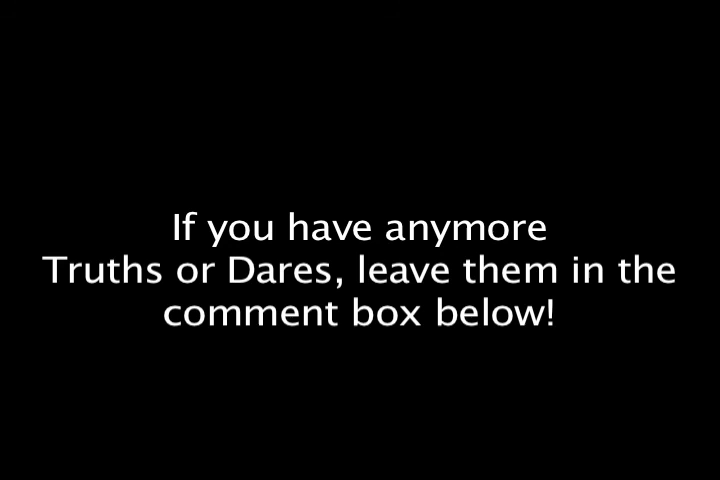 If you have anymore
Truths or Dares, leave them in the
comment box below!